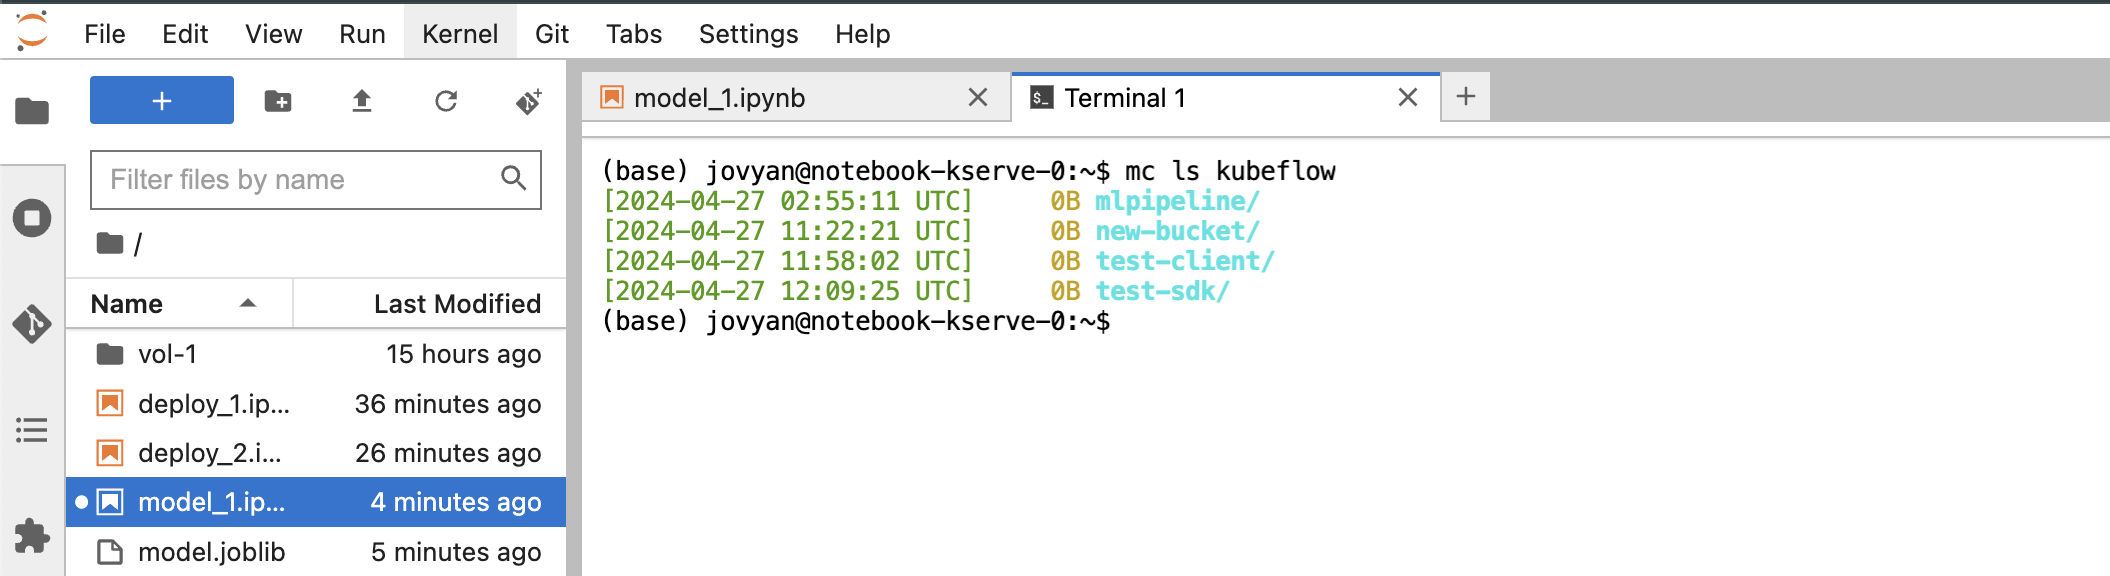 File Edit View Run Kernel Git Tabs Settings Help
model_1.ipynb
$_ Terminal 1
Filter files by name
/
Name Last Modified
vol-1 15 hours ago
deploy_1.ip... 36 minutes ago
deploy_2.i... 26 minutes ago
model_1.ip... 4 minutes ago
model.joblib 5 minutes ago
(base) jovyan@notebook-kserve-0:~$ mc ls kubeflow
[2024-04-27 02:55:11 UTC]     0B mlpipeline/
[2024-04-27 11:22:21 UTC]     0B new-bucket/
[2024-04-27 11:58:02 UTC]     0B test-client/
[2024-04-27 12:09:25 UTC]     0B test-sdk/
(base) jovyan@notebook-kserve-0:~$